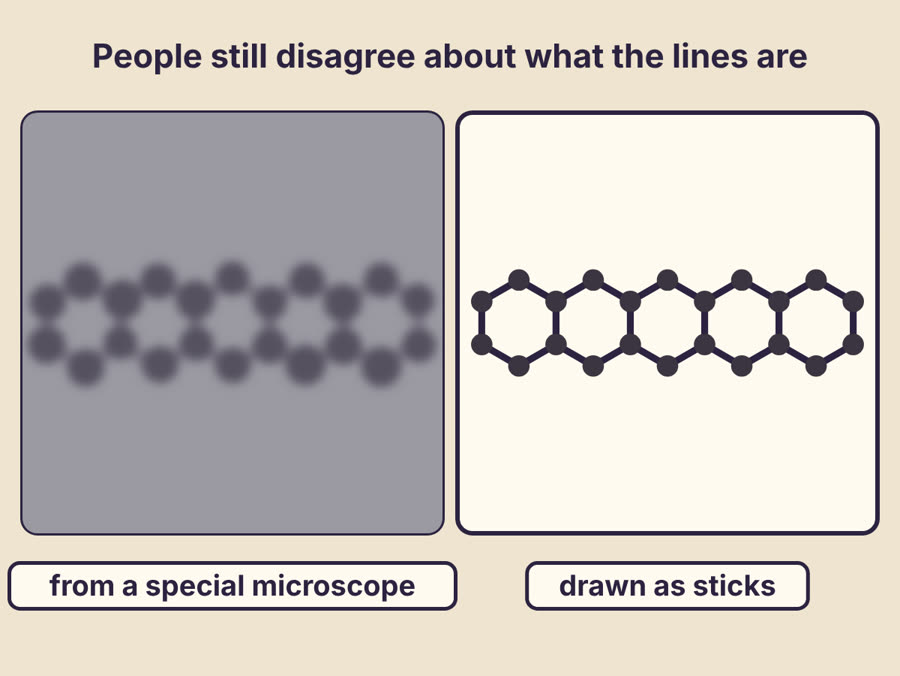 People still disagree about what the lines are
from a special microscope
drawn as sticks